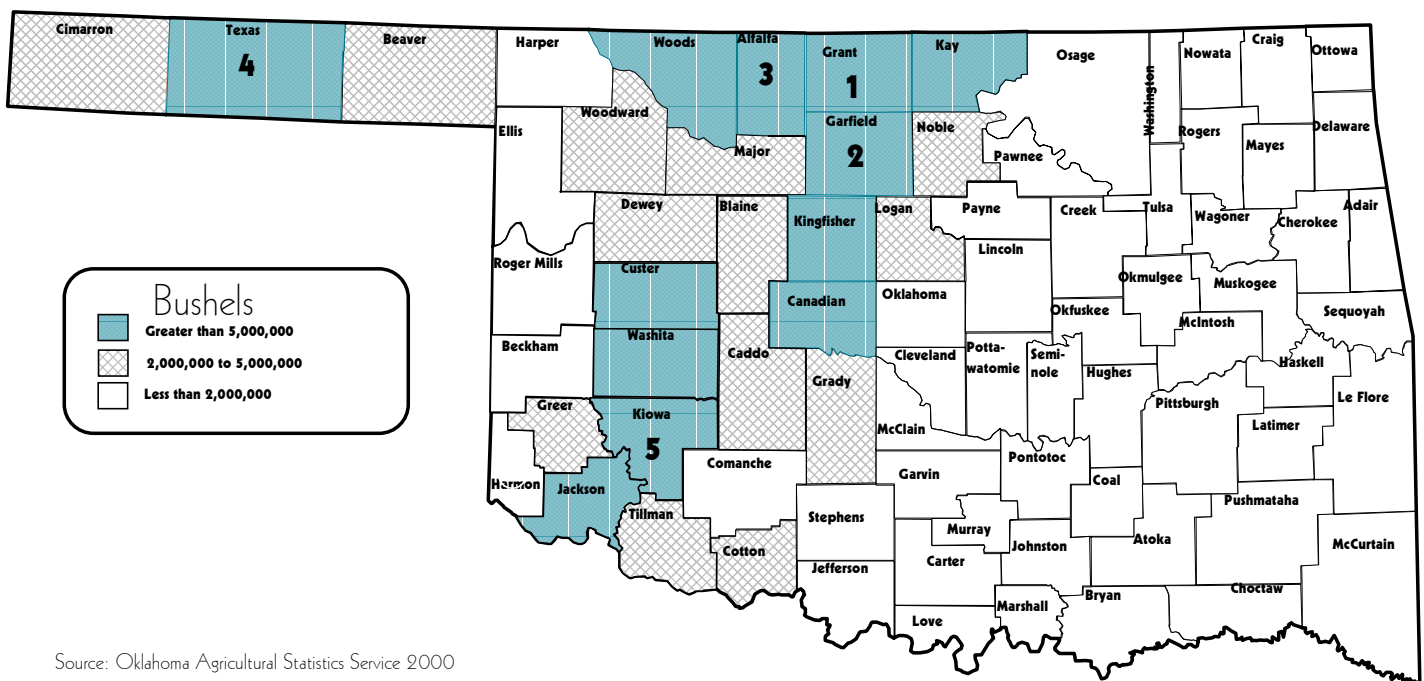 Cimarron
Texas
4
Beaver
Harper
Woods
Alfalfa
3
Grant
1
Kay
Osage
Washington
Nowata
Craig
Ottowa
Ellis
Woodward
Major
Garfield
2
Noble
Pawnee
Rogers
Mayes
Delaware
Dewey
Blaine
Kingfisher
Logan
Payne
Creek
Tulsa
Wagoner
Cherokee
Adair
Roger Mills
Custer
Canadian
Oklahoma
Lincoln
Okmulgee
Muskogee
Okfuskee
McIntosh
Sequoyah
Bushels
Greater than 5,000,000
2,000,000 to 5,000,000
Less than 2,000,000
Beckham
Washita
Caddo
Grady
Cleveland
Potta-
watomie
Semi-
nole
Hughes
Haskell
Pittsburgh
Le Flore
Greer
Kiowa
5
McClain
Latimer
Harmon
Jackson
Comanche
Garvin
Pontotoc
Coal
Pushmataha
Tillman
Cotton
Stephens
Murray
Johnston
Atoka
McCurtain
Jefferson
Carter
Love
Marshall
Bryan
Choctaw
Source: Oklahoma Agricultural Statistics Service 2000